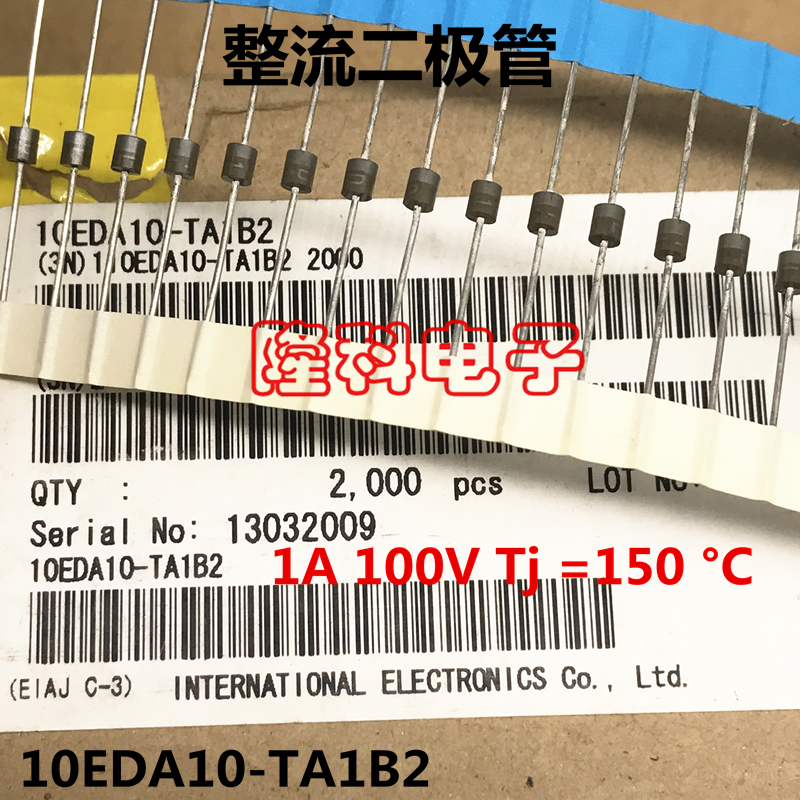 整流二极管
10EDA10-TA1B2
(3N)1 10EDA10-TA1B2 2000
隆科电子
QTY : 2,000 pcs LOT NO:
Serial No: 13032009
10EDA10-TA1B2
1A 100V Tj =150 °C
(EIAJ C-3) INTERNATIONAL ELECTRONICS Co., Ltd.
10EDA10-TA1B2